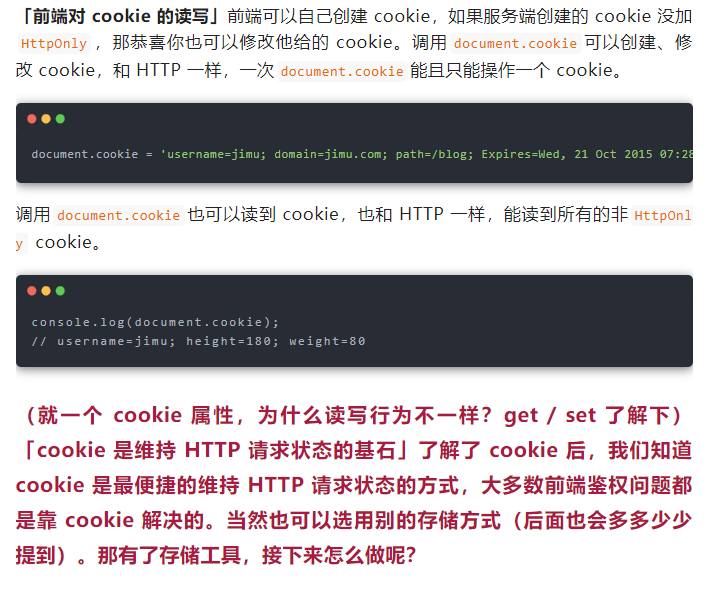 「前端对 cookie 的读写」前端可以自己创建 cookie，如果服务端创建的 cookie 没加
HttpOnly，那恭喜你也可以修改他给的 cookie。调用 document.cookie 可以创建、修
改 cookie，和 HTTP 一样，一次 document.cookie 能且只能操作一个 cookie。
document.cookie = 'username=jimu; domain=jimu.com; path=/blog; Expires=Wed, 21 Oct 2015 07:28
调用 document.cookie 也可以读到 cookie，也和 HTTP 一样，能读到所有的非 HttpOnl
y cookie。
console.log(document.cookie);
// username=jimu; height=180; weight=80
（就一个 cookie 属性，为什么读写行为不一样？get / set 了解下）
「cookie 是维持 HTTP 请求状态的基石」了解了 cookie 后，我们知道
cookie 是最便捷的维持 HTTP 请求状态的方式，大多数前端鉴权问题都
是靠 cookie 解决的。当然也可以选用别的存储方式（后面也会多多少少
提到）。那有了存储工具，接下来怎么做呢？